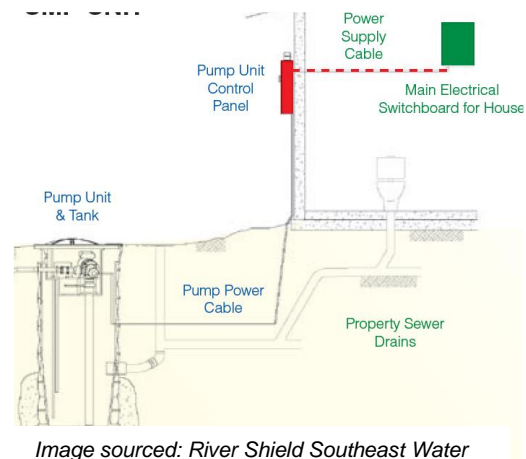 Power
Supply
Cable
Pump Unit
Control
Panel
Main Electrical
Switchboard for House
Pump Unit
& Tank
Pump Power
Cable
Property Sewer
Drains
Image sourced: River Shield Southeast Water